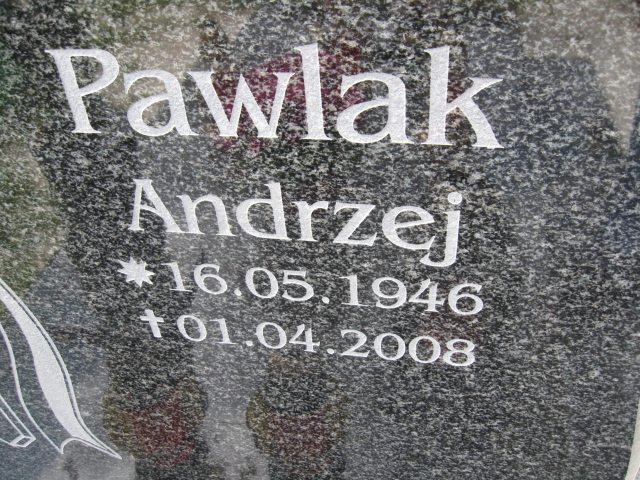 Pawlak
Andrzej
* 16.05.1946
† 01.04.2008